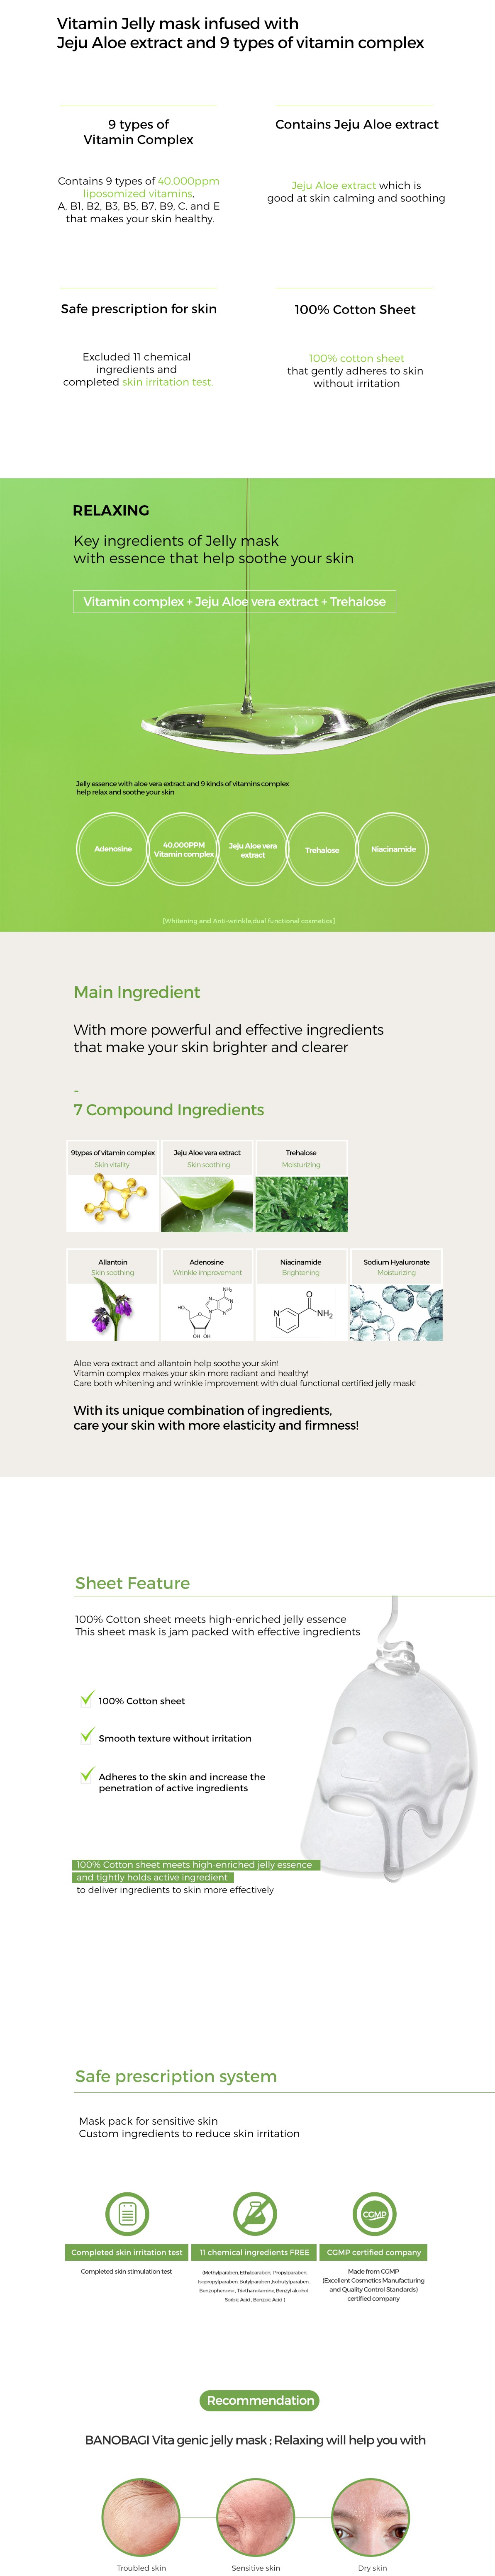 Vitamin Jelly mask infused with
Jeju Aloe extract and 9 types of vitamin complex
9 types of
Vitamin Complex
Contains 9 types of 40,000ppm
liposomized vitamins,
A, B1, B2, B3, B5, B7, B9, C, and E
that makes your skin healthy.
Contains Jeju Aloe extract
Jeju Aloe extract which is
good at skin calming and soothing
Safe prescription for skin
Excluded 11 chemical
ingredients and
completed skin irritation test.
100% Cotton Sheet
100% cotton sheet
that gently adheres to skin
without irritation
RELAXING
Key ingredients of Jelly mask
with essence that help soothe your skin
Vitamin complex + Jeju Aloe vera extract + Trehalose
Jelly essence with aloe vera extract and 9 kinds of vitamins complex
help relax and soothe your skin
Adenosine
40,000PPM
Vitamin complex
Jeju Aloe vera
extract
Trehalose
Niacinamide
[Whitening and Anti-wrinkle dual functional cosmetics]
Main Ingredient
With more powerful and effective ingredients
that make your skin brighter and clearer
-
7 Compound Ingredients
9types of vitamin complex
Skin vitality
Jeju Aloe vera extract
Skin soothing
Trehalose
Moisturizing
Allantoin
Skin soothing
Adenosine
Wrinkle improvement
Niacinamide
Brightening
Sodium Hyaluronate
Moisturizing
NH₂
N
N
N
N
HO
O
OH OH
O
NH₂
N
Aloe vera extract and allantoin help soothe your skin!
Vitamin complex makes your skin more radiant and healthy!
Care both whitening and wrinkle improvement with dual functional certified jelly mask!
With its unique combination of ingredients,
care your skin with more elasticity and firmness!
Sheet Feature
100% Cotton sheet meets high-enriched jelly essence
This sheet mask is jam packed with effective ingredients
100% Cotton sheet
Smooth texture without irritation
Adheres to the skin and increase the
penetration of active ingredients
100% Cotton sheet meets high-enriched jelly essence
and tightly holds active ingredient
to deliver ingredients to skin more effectively
Safe prescription system
Mask pack for sensitive skin
Custom ingredients to reduce skin irritation
CGMP
Completed skin irritation test
Completed skin stimulation test
11 chemical ingredients FREE
(Methylparaben, Ethylparaben, Propylparaben,
Isopropylparaben, Butylparaben ,Isobutylparaben ,
Benzophenone , Triethanolamine, Benzyl alcohol,
Sorbic Acid , Benzoic Acid )
CGMP certified company
Made from CGMP
(Excellent Cosmetics Manufacturing
and Quality Control Standards)
certified company
Recommendation
BANOBAGI Vita genic jelly mask ; Relaxing will help you with
Troubled skin
Sensitive skin
Dry skin